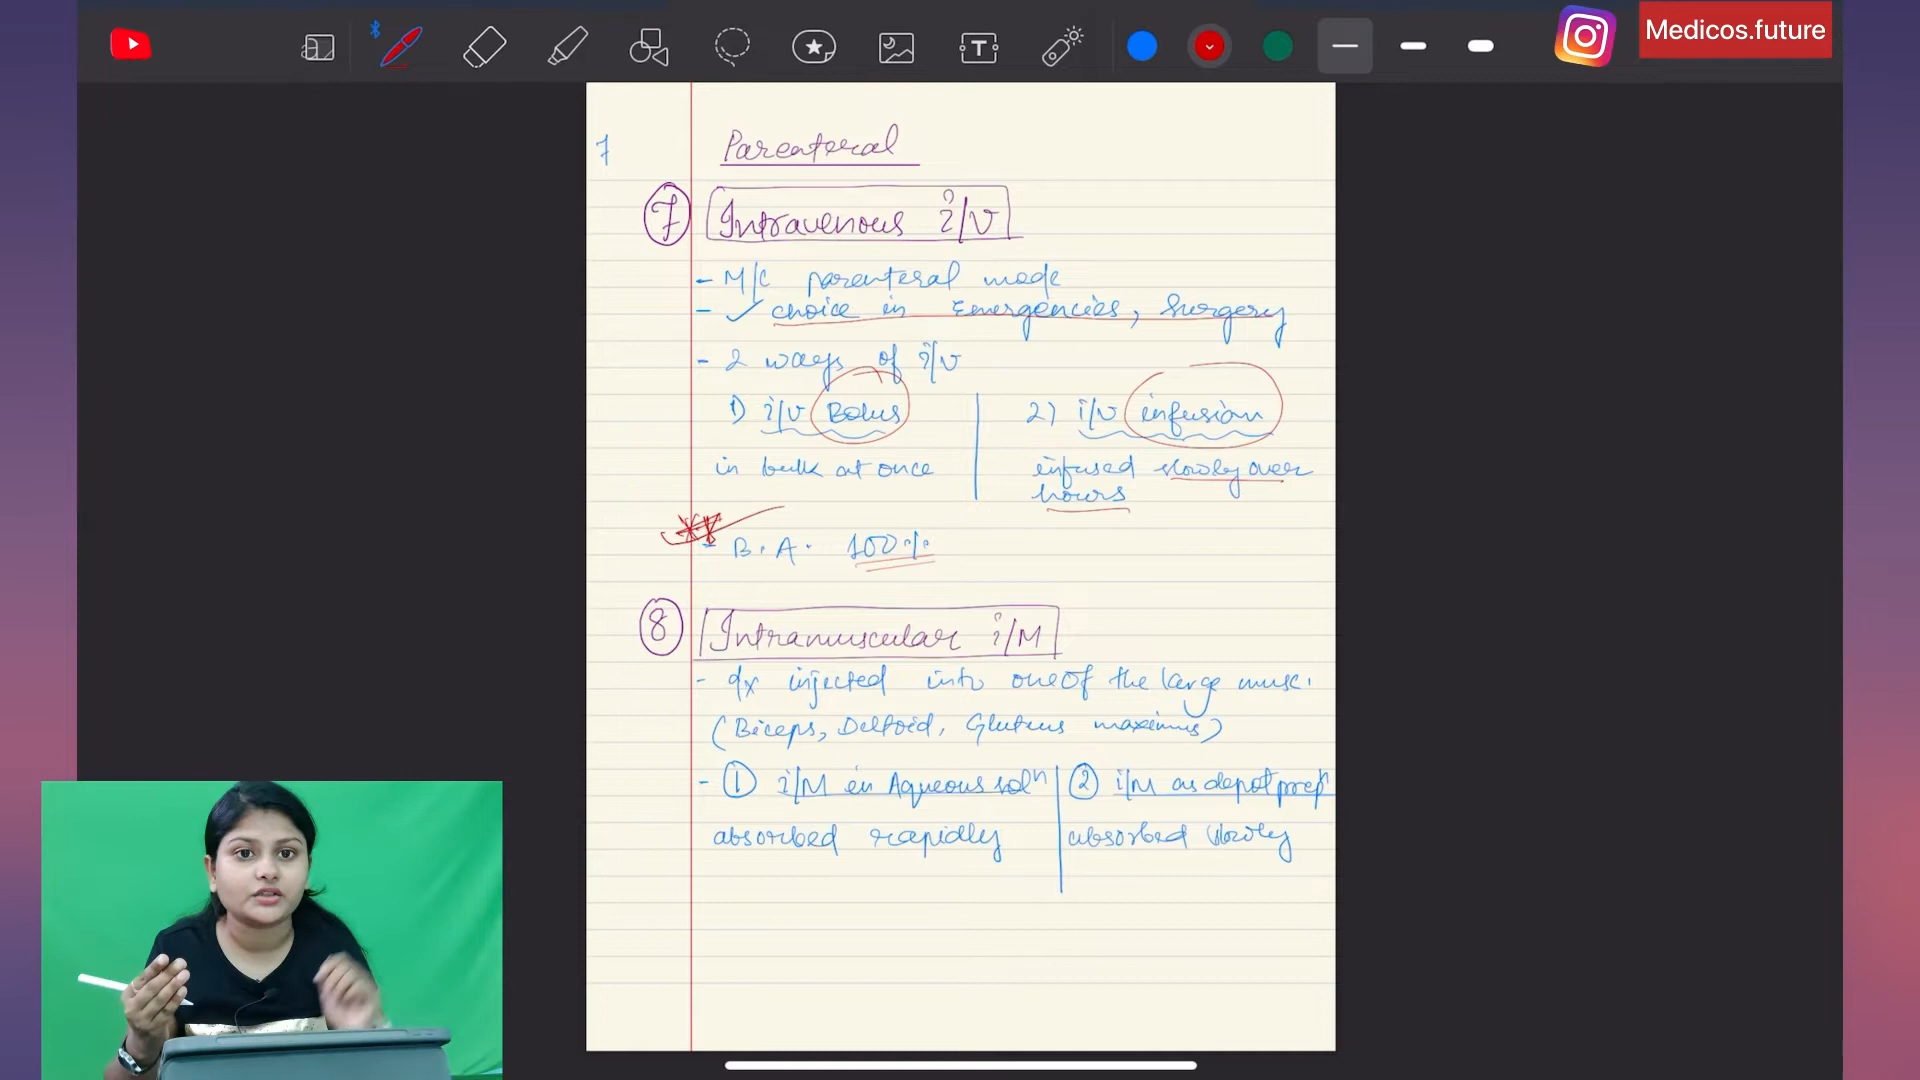 Medicos.future
7 Parenteral
7 Intravenous i/v
- M/C parenteral mode
- ✓ choice in Emergencies, Surgery
- 2 ways of i/v
1) i/v Bolus
in bulk at once
2) i/v infusion
infused slowly over
hours
** - B.A. 100%
8 Intramuscular i/M
- dx injected into one of the large musc.
(Biceps, Deltoid, Gluteus maximus)
- 1 i/M in Aqueous solⁿ
absorbed rapidly
2 i/M as depot prepⁿ
absorbed slowly